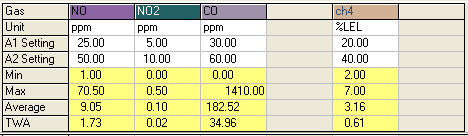 Gas NO NO2 CO ch4
Unit ppm ppm ppm %LEL
A1 Setting 25.00 5.00 30.00 20.00
A2 Setting 50.00 10.00 60.00 40.00
Min 1.00 0.00 0.00 2.00
Max 70.50 0.50 1410.00 7.00
Average 9.05 0.10 182.52 3.16
TWA 1.73 0.02 34.96 0.61